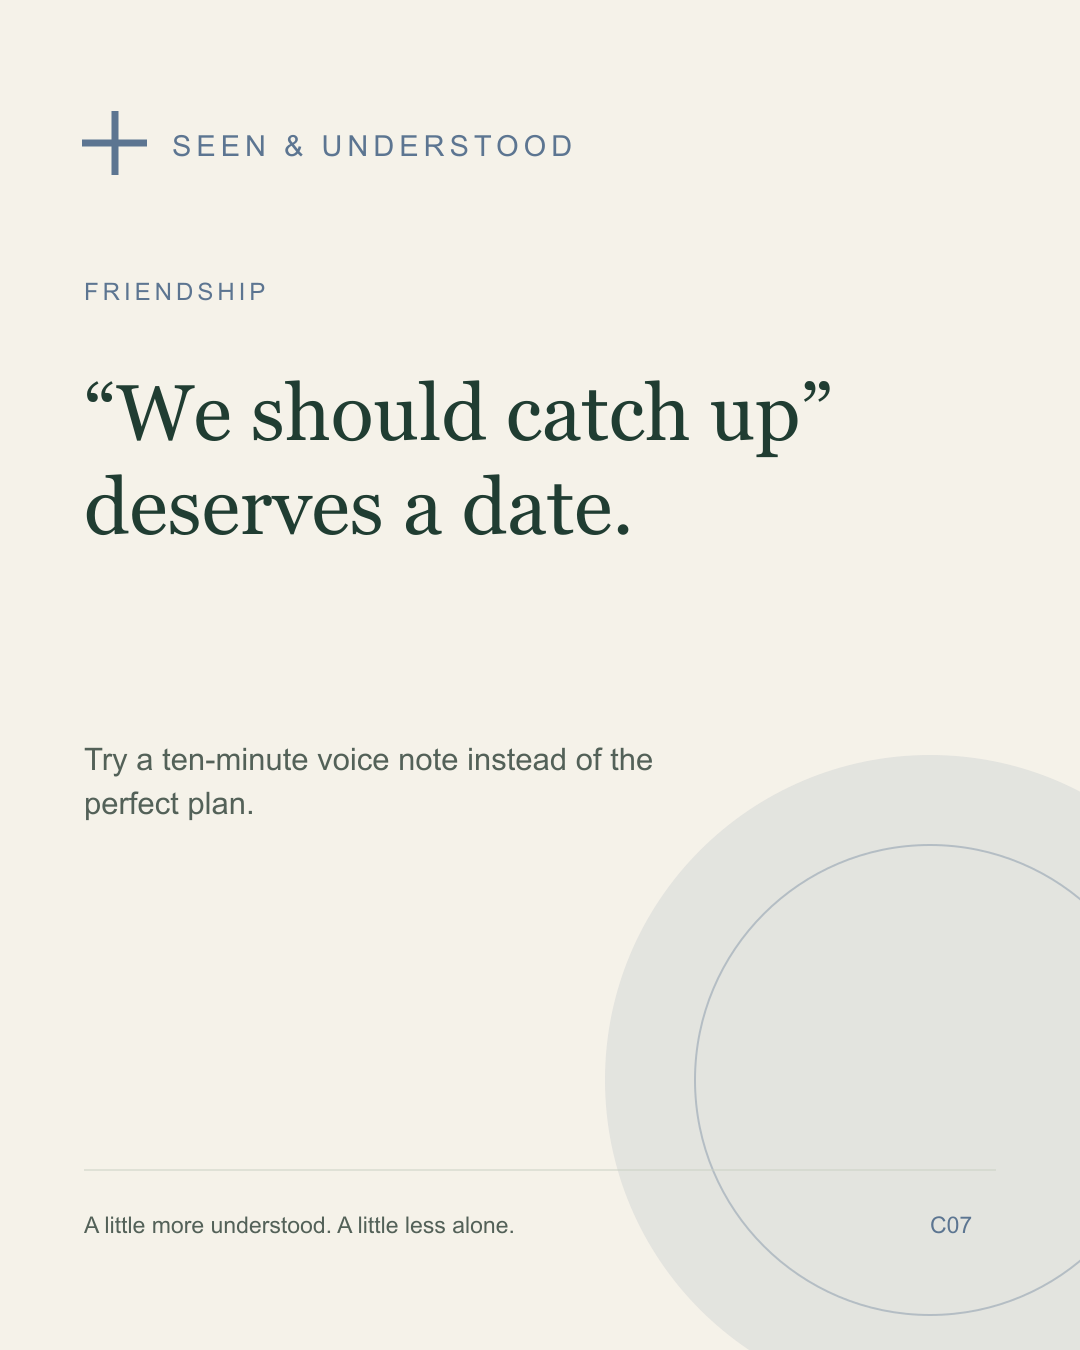 SEEN & UNDERSTOOD
FRIENDSHIP
“We should catch up”
deserves a date.
Try a ten-minute voice note instead of the
perfect plan.
A little more understood. A little less alone.
C07